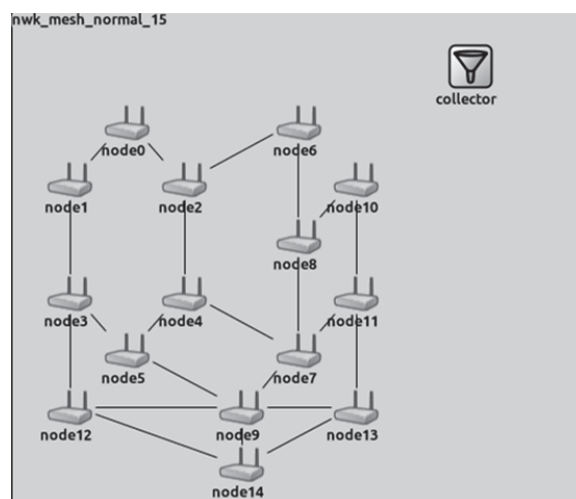 nwk_mesh_normal_15
collector
node0
node6
node1
node2
node10
node8
node3
node4
node11
node5
node7
node12
node9
node13
node14